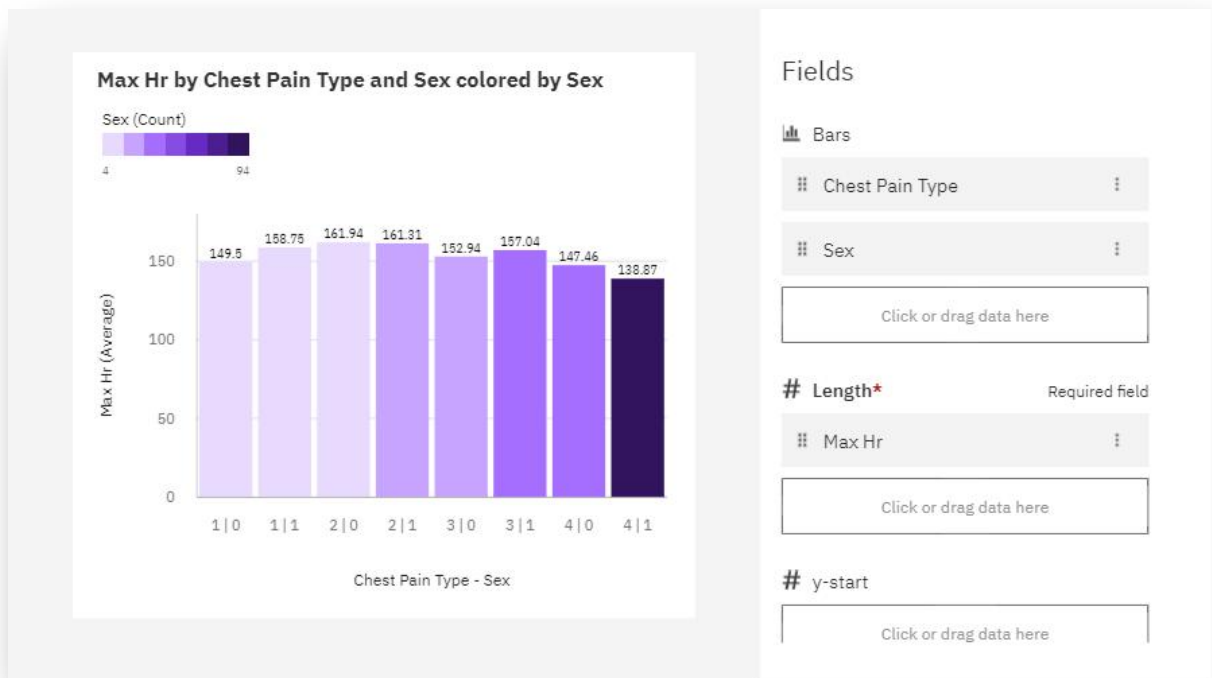 Max Hr by Chest Pain Type and Sex colored by Sex
Sex (Count)
4 94
Max Hr (Average)
150
100
50
0
149.5 158.75 161.94 161.31 152.94 157.04 147.46 138.87
1|0 1|1 2|0 2|1 3|0 3|1 4|0 4|1
Chest Pain Type - Sex
Fields
Bars
Chest Pain Type
Sex
Click or drag data here
# Length* Required field
Max Hr
Click or drag data here
# y-start
Click or drag data here